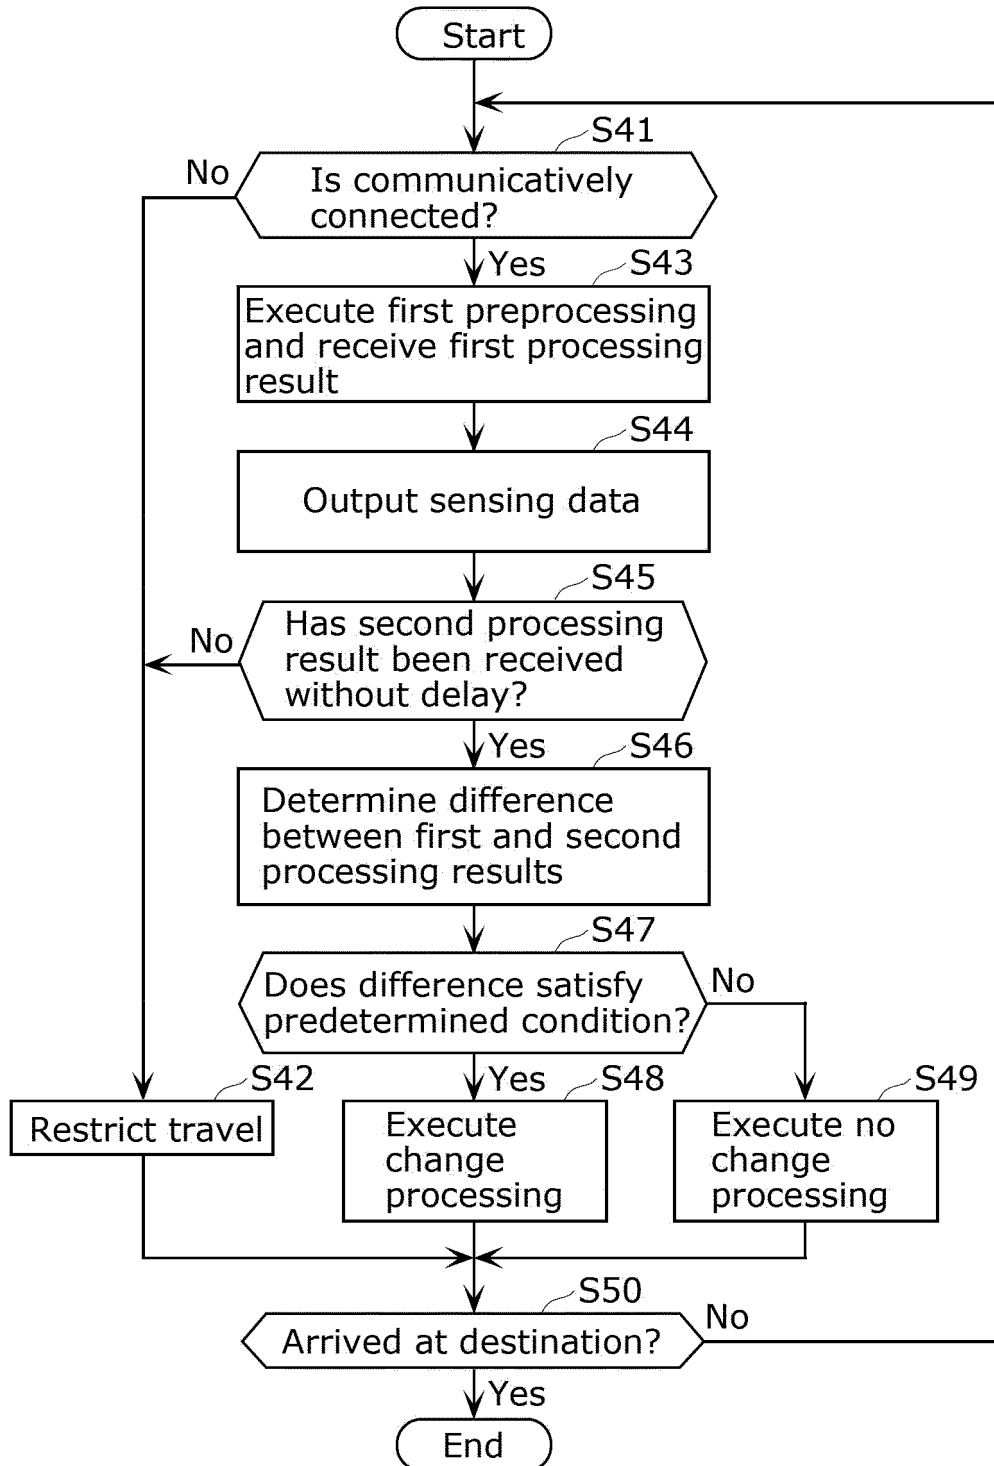 Start
S41
No
Is communicatively
connected?
Yes
S43
Execute first preprocessing
and receive first processing
result
S44
Output sensing data
S45
No
Has second processing
result been received
without delay?
Yes
S46
Determine difference
between first and second
processing results
S47
Does difference satisfy
predetermined condition?
No
Yes
S42
Restrict travel
S48
Execute
change
processing
S49
Execute no
change
processing
S50
Arrived at destination?
No
Yes
End